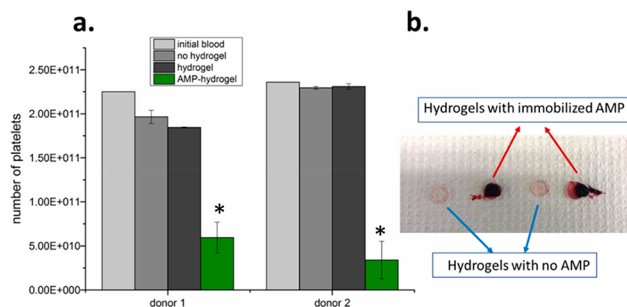 a.
initial blood
no hydrogel
hydrogel
AMP-hydrogel
number of platelets
2.50E+011
2.00E+011
1.50E+011
1.00E+011
5.00E+010
0.00E+000
*
*
donor 1
donor 2
b.
Hydrogels with immobilized AMP
Hydrogels with no AMP